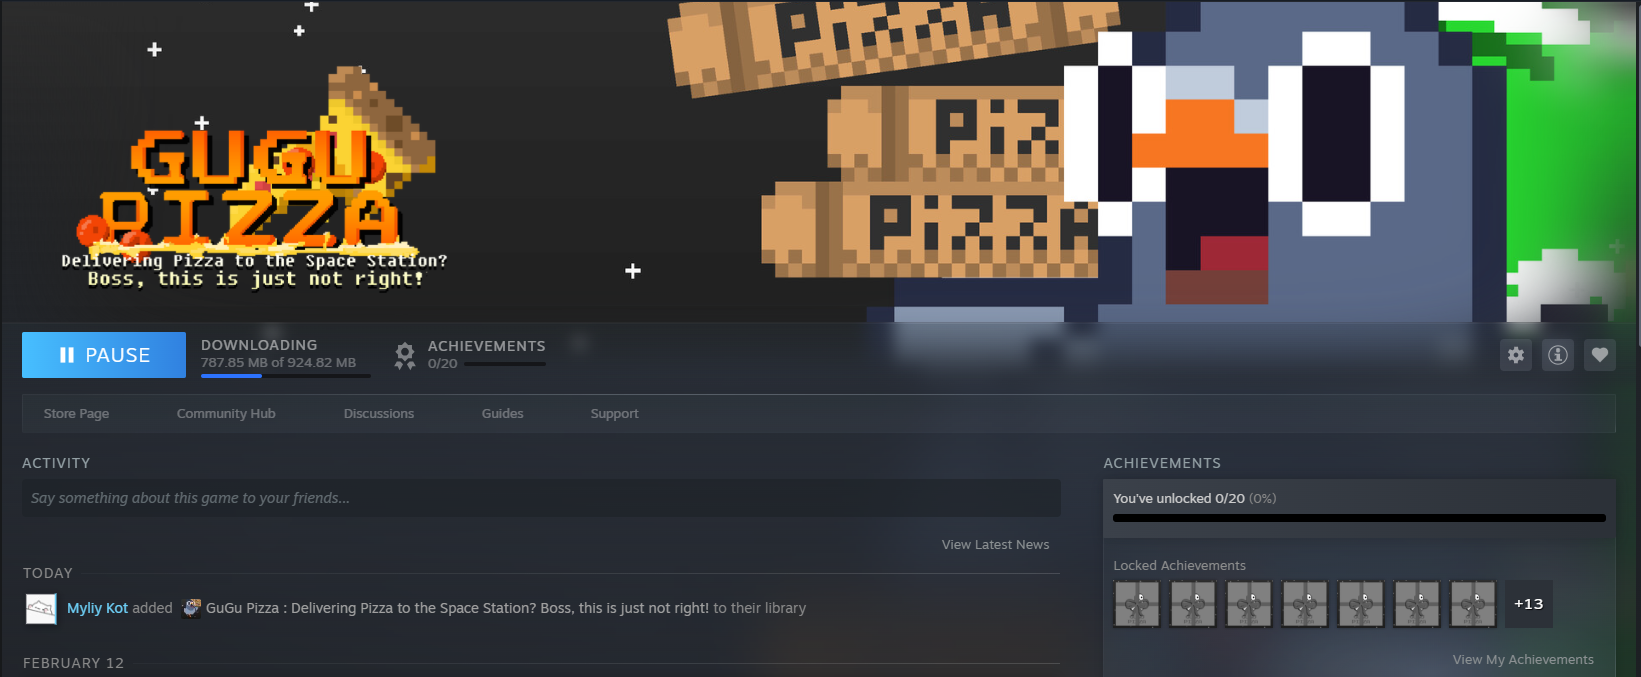 PIZZA
GUGU
PIZZA
Delivering Pizza to the Space Station?
Boss, this is just not right!
Pizza
Pizza
PAUSE
DOWNLOADING
787.85 MB of 924.82 MB
ACHIEVEMENTS
0/20
Store Page Community Hub Discussions Guides Support
ACTIVITY
Say something about this game to your friends...
View Latest News
TODAY
Myliy Kot added GuGu Pizza : Delivering Pizza to the Space Station? Boss, this is just not right! to their library
FEBRUARY 12
ACHIEVEMENTS
You've unlocked 0/20 (0%)
Locked Achievements
+13
View My Achievements